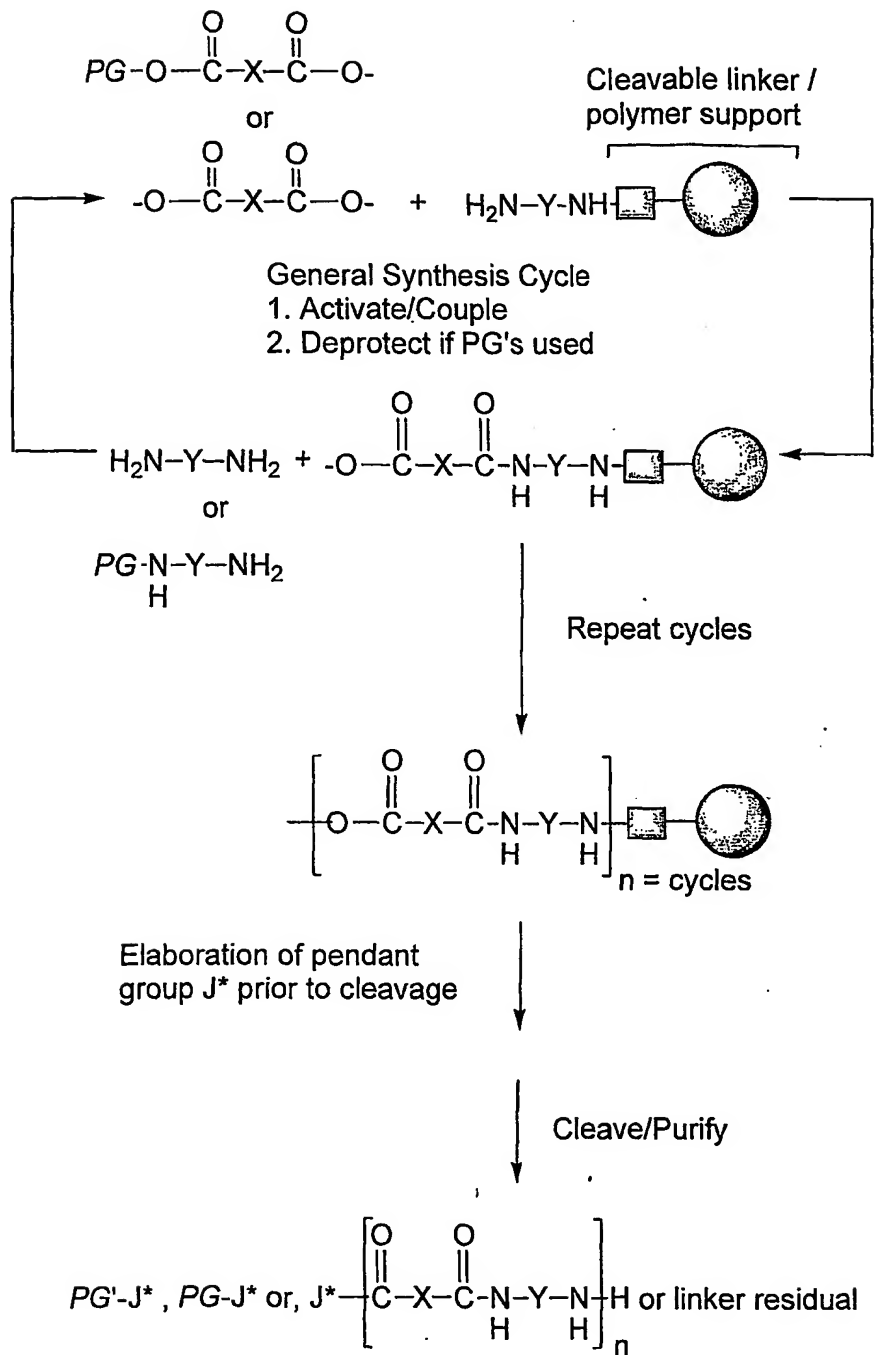 O O
PG-O-C-X-C-O-
or
Cleavable linker /
polymer support
O O
-O-C-X-C-O- + H₂N-Y-NH
General Synthesis Cycle
1. Activate/Couple
2. Deprotect if PG's used
O O
H₂N-Y-NH₂ + -O-C-X-C-N-Y-N
H H
or
PG-N-Y-NH₂
H
Repeat cycles
O O
O-C-X-C-N-Y-N
H H
n = cycles
Elaboration of pendant
group J* prior to cleavage
Cleave/Purify
O O
PG'-J* , PG-J* or, J* C-X-C-N-Y-N H or linker residual
H H
n